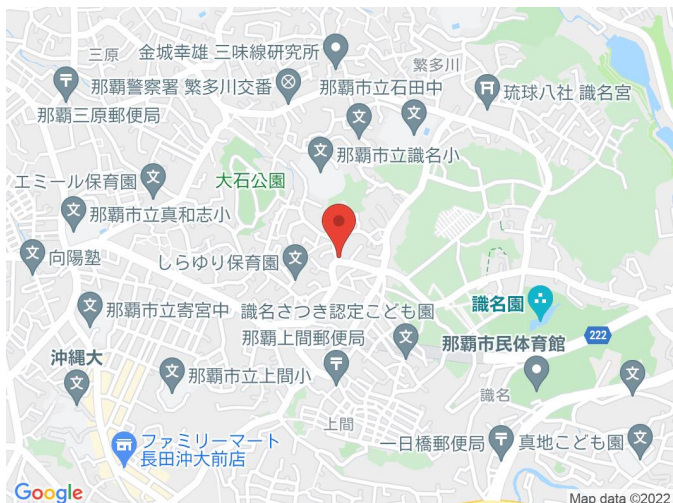 三原
金城幸雄 三味線研究所
繁多川
那覇警察署 繁多川交番
那覇市立石田中
琉球八社 識名宮
那覇三原郵便局
那覇市立識名小
エミール保育園
大石公園
那覇市立真和志小
向陽塾
しらゆり保育園
識名園
那覇市立寄宮中
識名さつき認定こども園
那覇上間郵便局
那覇市民体育館
222
沖縄大
那覇市立上間小
識名
上間
ファミリーマート
長田沖大前店
一日橋郵便局
真地こども園
Google
Map data ©2022